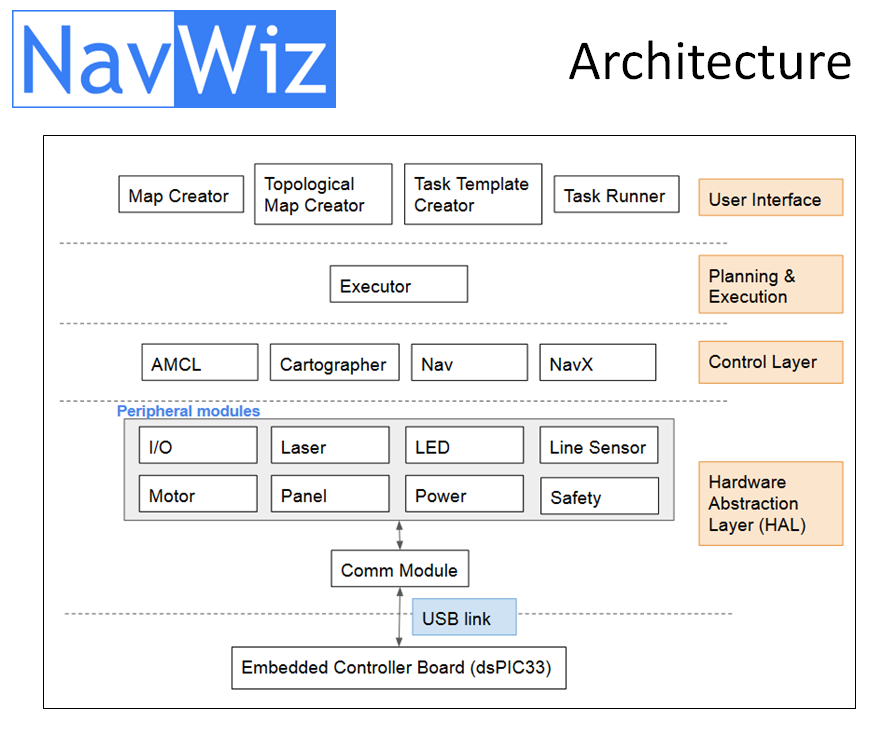 NavWiz
Architecture
Map Creator
Topological
Map Creator
Task Template
Creator
Task Runner
User Interface
Executor
Planning &
Execution
AMCL
Cartographer
Nav
NavX
Control Layer
Peripheral modules
I/O
Laser
LED
Line Sensor
Motor
Panel
Power
Safety
Hardware
Abstraction
Layer (HAL)
Comm Module
USB link
Embedded Controller Board (dsPIC33)